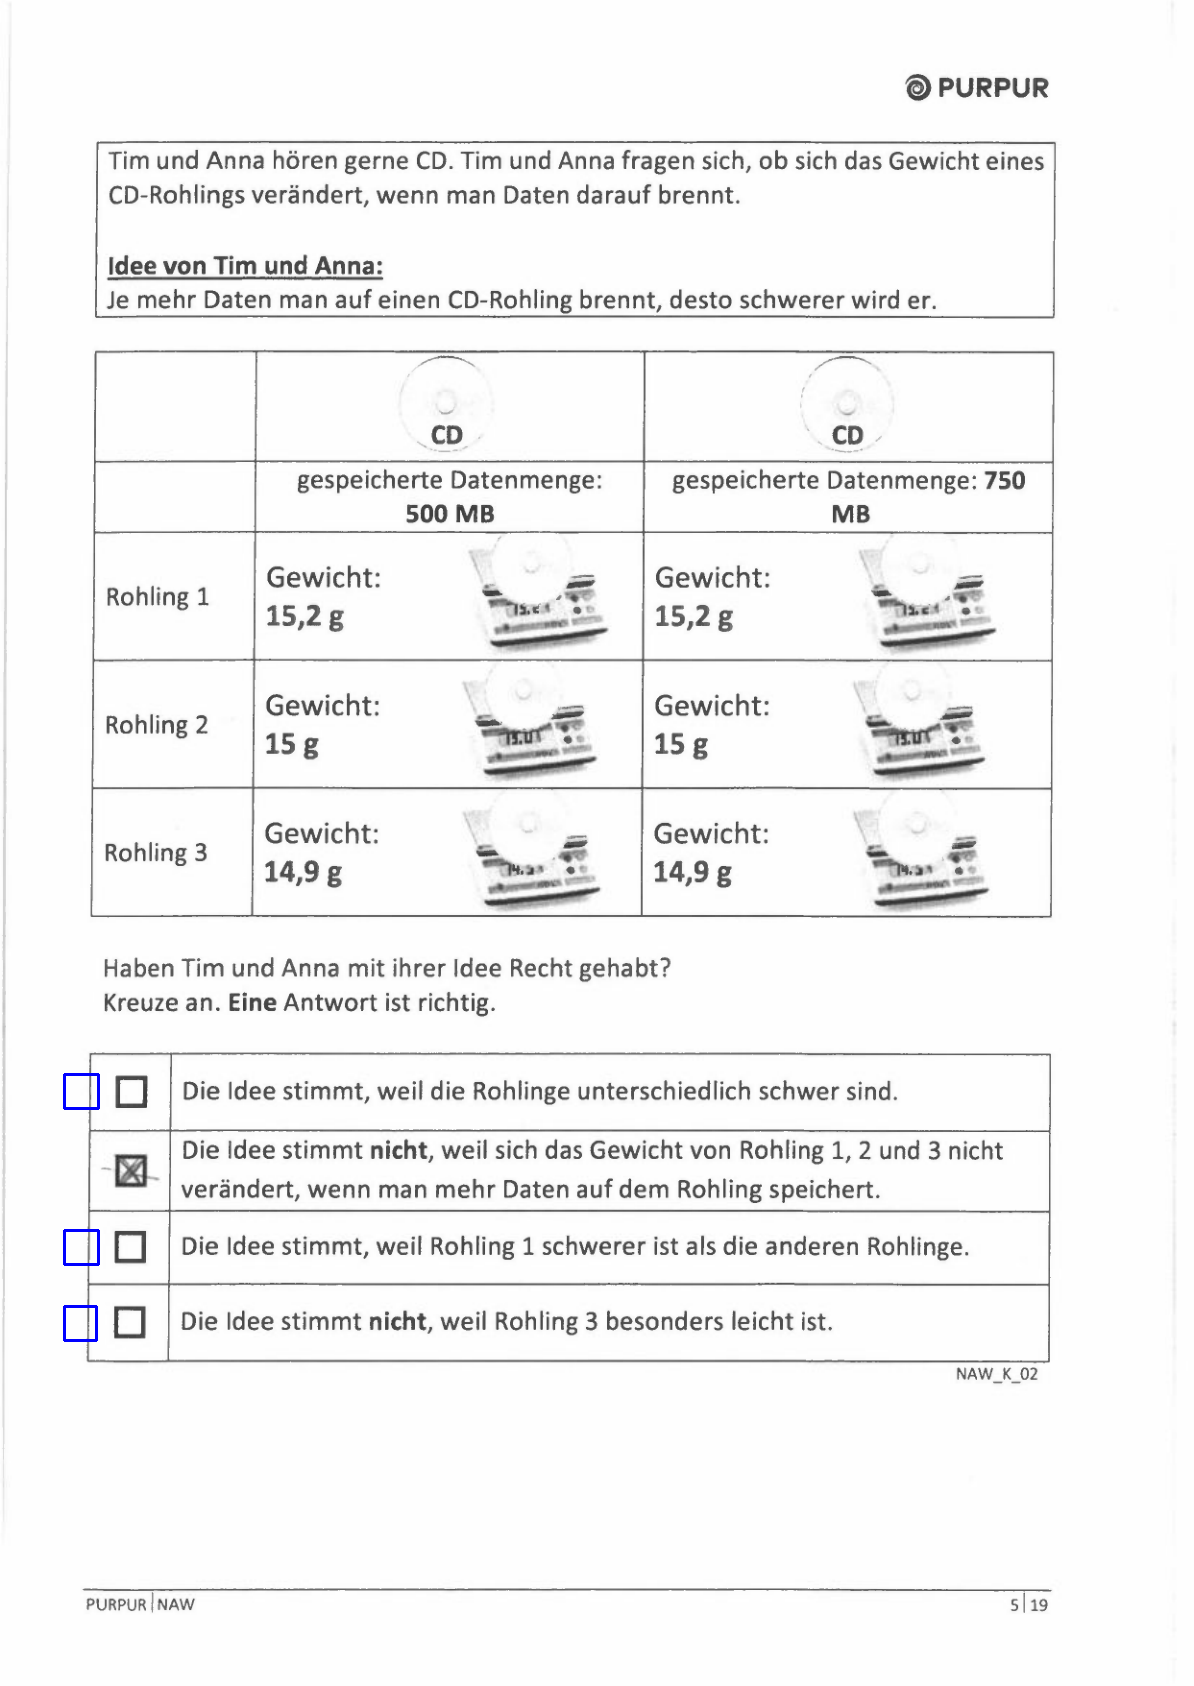 PURPUR
Tim und Anna hören gerne CD. Tim und Anna fragen sich, ob sich das Gewicht eines
CD-Rohlings verändert, wenn man Daten darauf brennt.
Idee von Tim und Anna:
Je mehr Daten man auf einen CD-Rohling brennt, desto schwerer wird er.
CD CD
gespeicherte Datenmenge: gespeicherte Datenmenge: 750
500 MB MB
Rohling 1
Gewicht: Gewicht:
15,2 g 15,2 g
Rohling 2
Gewicht: Gewicht:
15 g 15 g
Rohling 3
Gewicht: Gewicht:
14,9 g 14,9 g
Haben Tim und Anna mit ihrer Idee Recht gehabt?
Kreuze an. Eine Antwort ist richtig.
Die Idee stimmt, weil die Rohlinge unterschiedlich schwer sind.
Die Idee stimmt nicht, weil sich das Gewicht von Rohling 1, 2 und 3 nicht
verändert, wenn man mehr Daten auf dem Rohling speichert.
Die Idee stimmt, weil Rohling 1 schwerer ist als die anderen Rohlinge.
Die Idee stimmt nicht, weil Rohling 3 besonders leicht ist.
NAW_K_02
PURPUR | NAW 5 | 19